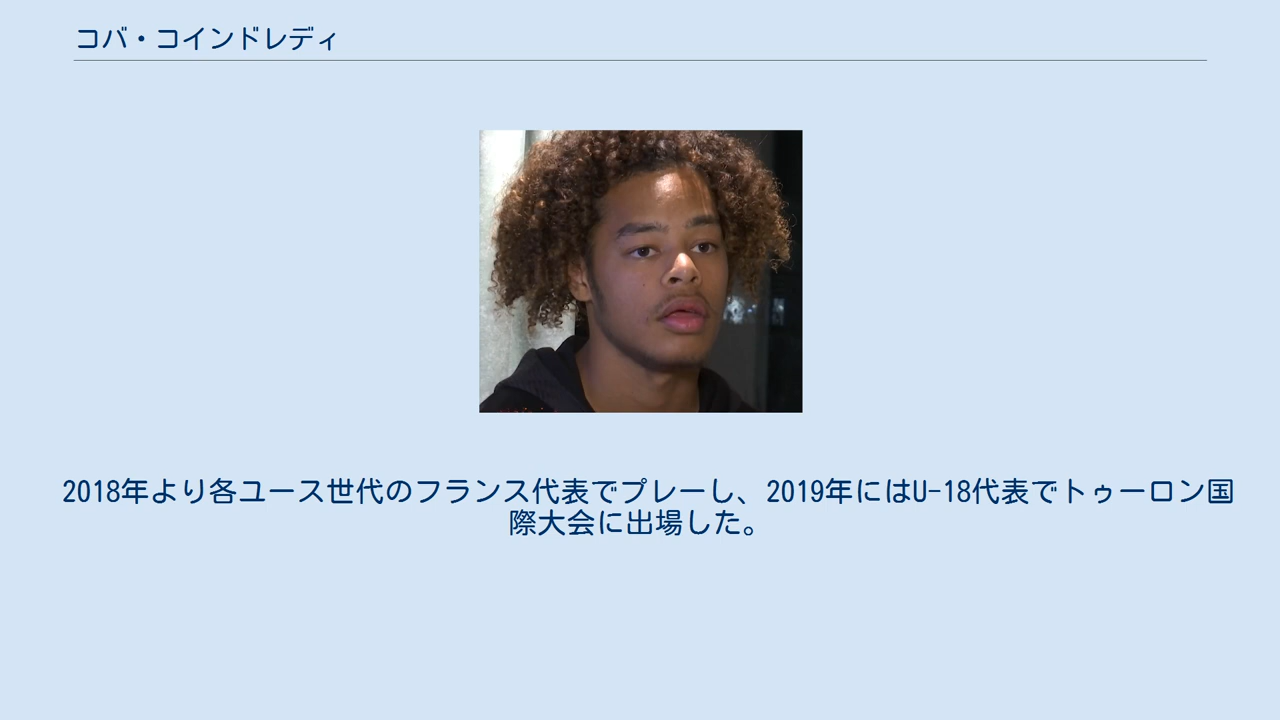 コバ・コインドレディ
2018年より各ユース世代のフランス代表でプレーし、2019年にはU-18代表でトゥーロン国
際大会に出場した。